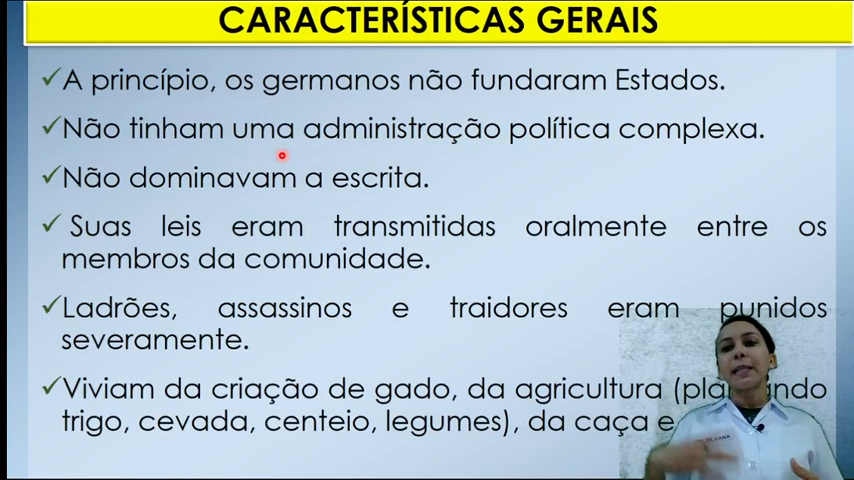 CARACTERÍSTICAS GERAIS
✓A princípio, os germanos não fundaram Estados.
✓Não tinham uma administração política complexa.
✓Não dominavam a escrita.
✓ Suas leis eram transmitidas oralmente entre os
membros da comunidade.
✓Ladrões, assassinos e traidores eram punidos
severamente.
✓Viviam da criação de gado, da agricultura (plantando
trigo, cevada, centeio, legumes), da caça e